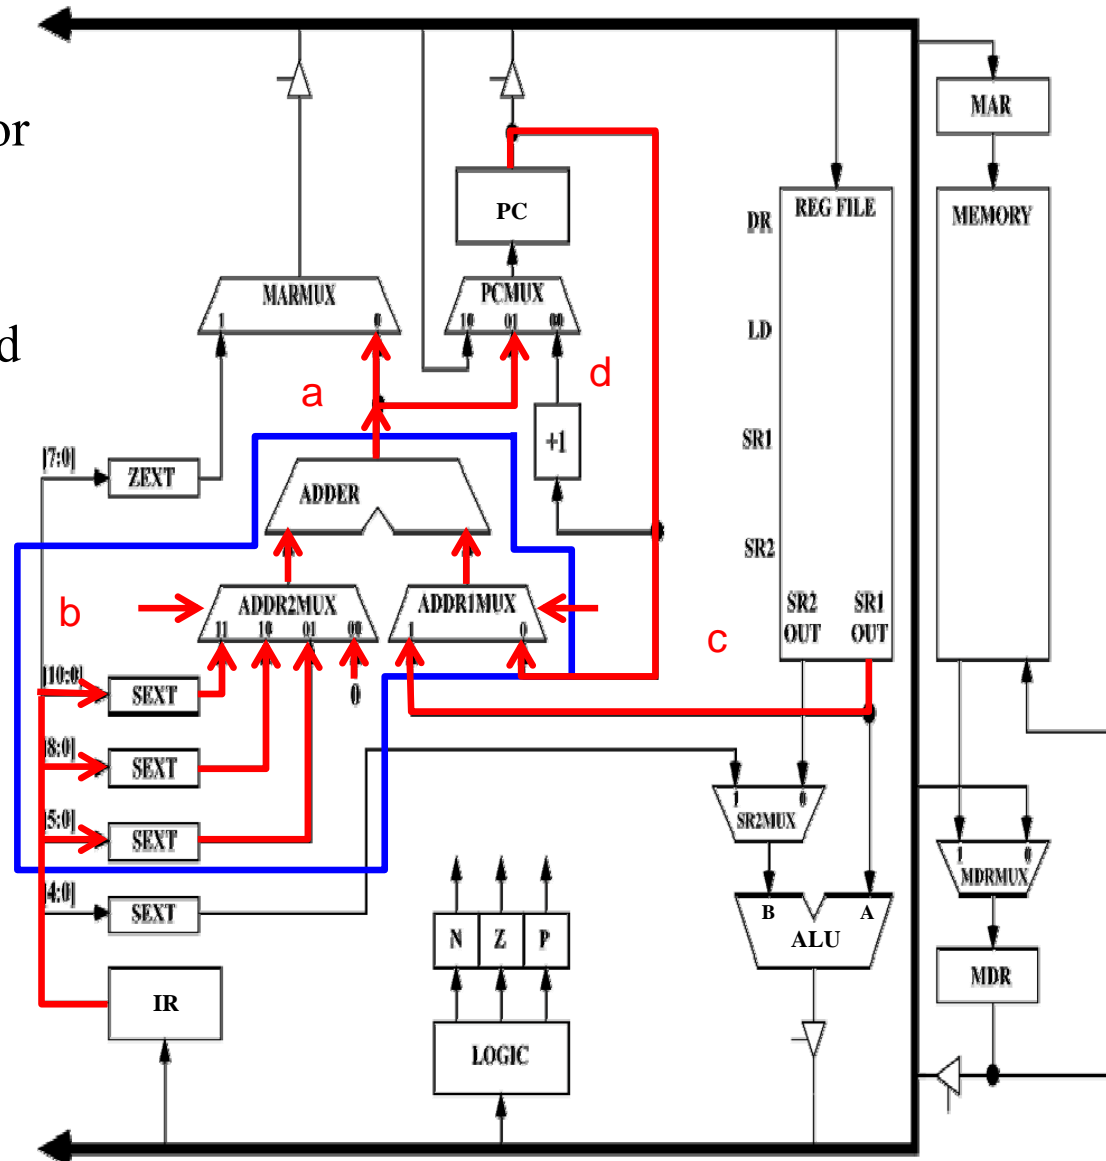 or
MAR
PC
DR
REG FILE
MEMORY
MARMUX
1
0
PCMUX
10
01
00
LD
d
d
a
+1
SR1
[7:0]
ZEXT
ADDER
SR2
b
ADDR2MUX
11
10
01
00
ADDR1MUX
1
0
SR2
OUT
SR1
OUT
c
[10:0]
SEXT
0
[8:0]
SEXT
[5:0]
SEXT
[4:0]
SEXT
1
0
SR2MUX
1
0
MDRMUX
B
A
ALU
N
Z
P
MDR
IR
LOGIC